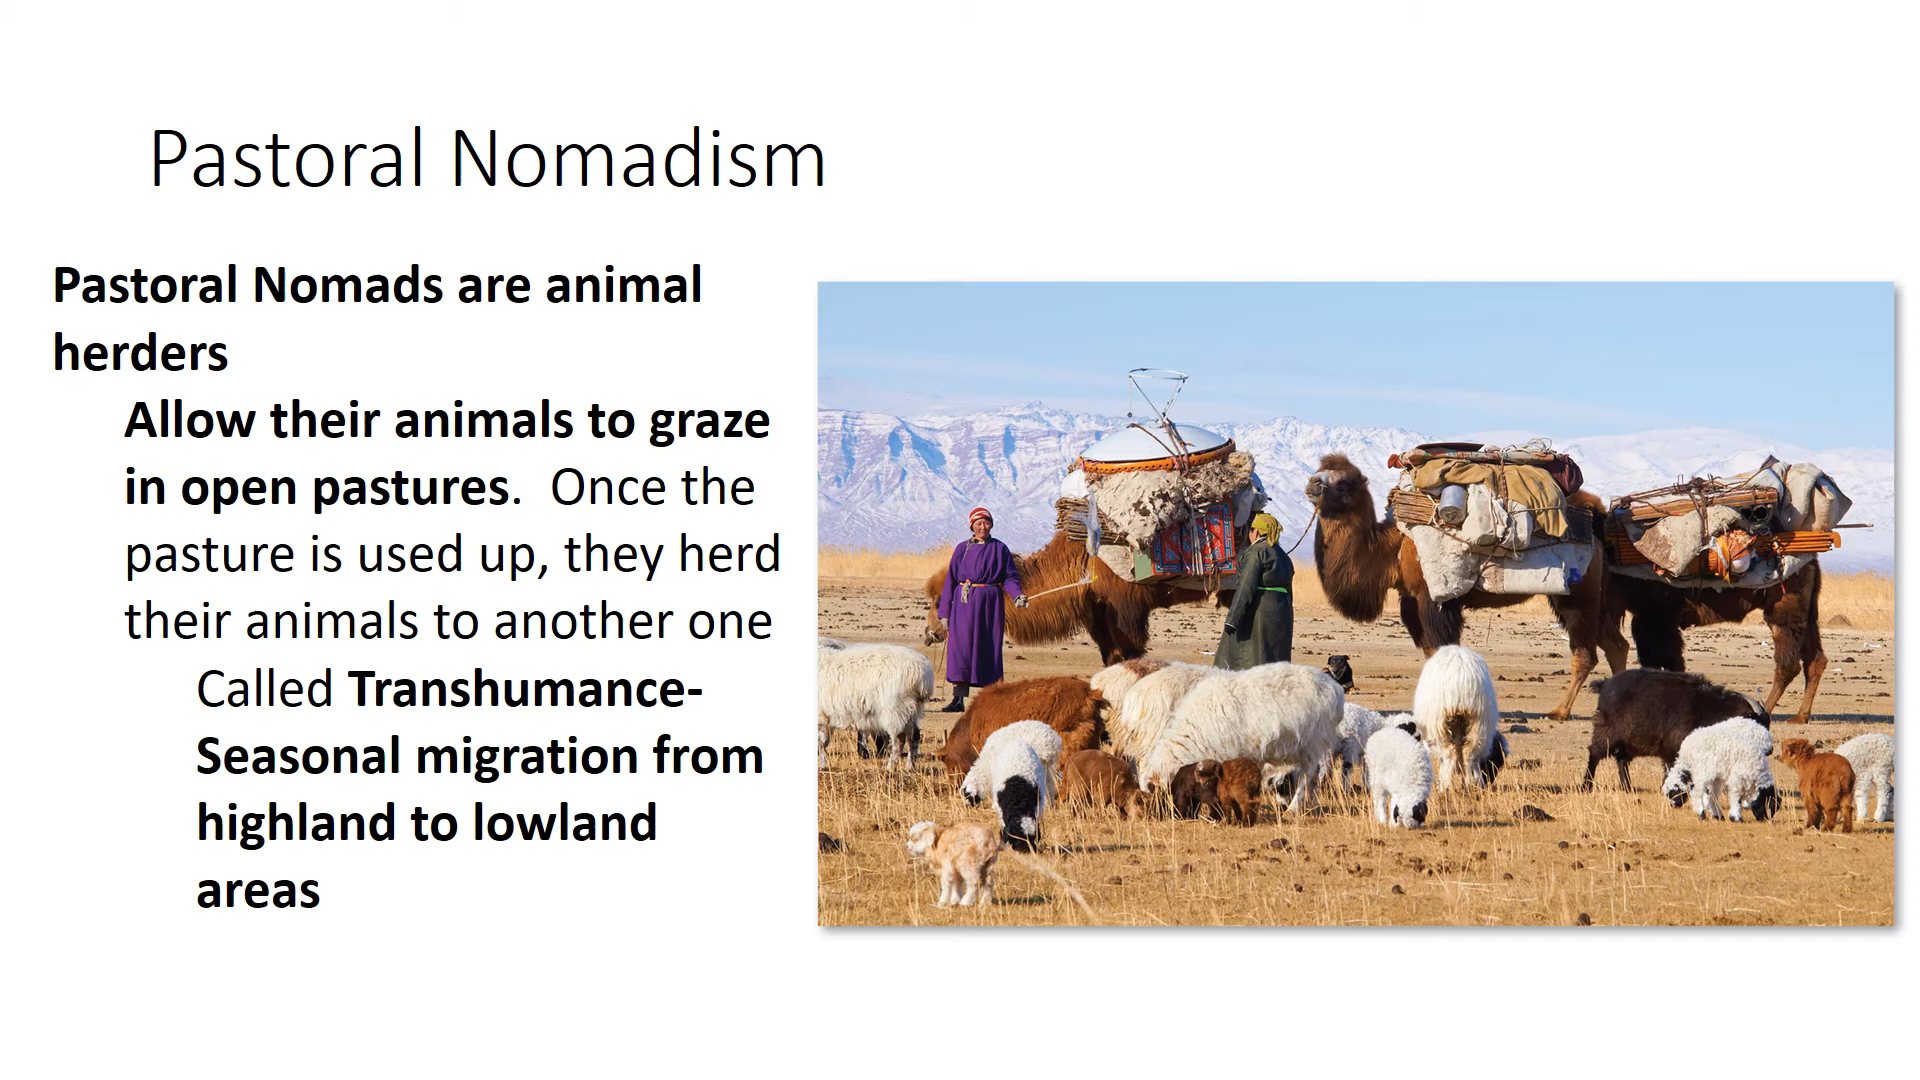 Pastoral Nomadism
Pastoral Nomads are animal
herders
Allow their animals to graze
in open pastures.  Once the
pasture is used up, they herd
their animals to another one
Called Transhumance-
Seasonal migration from
highland to lowland
areas